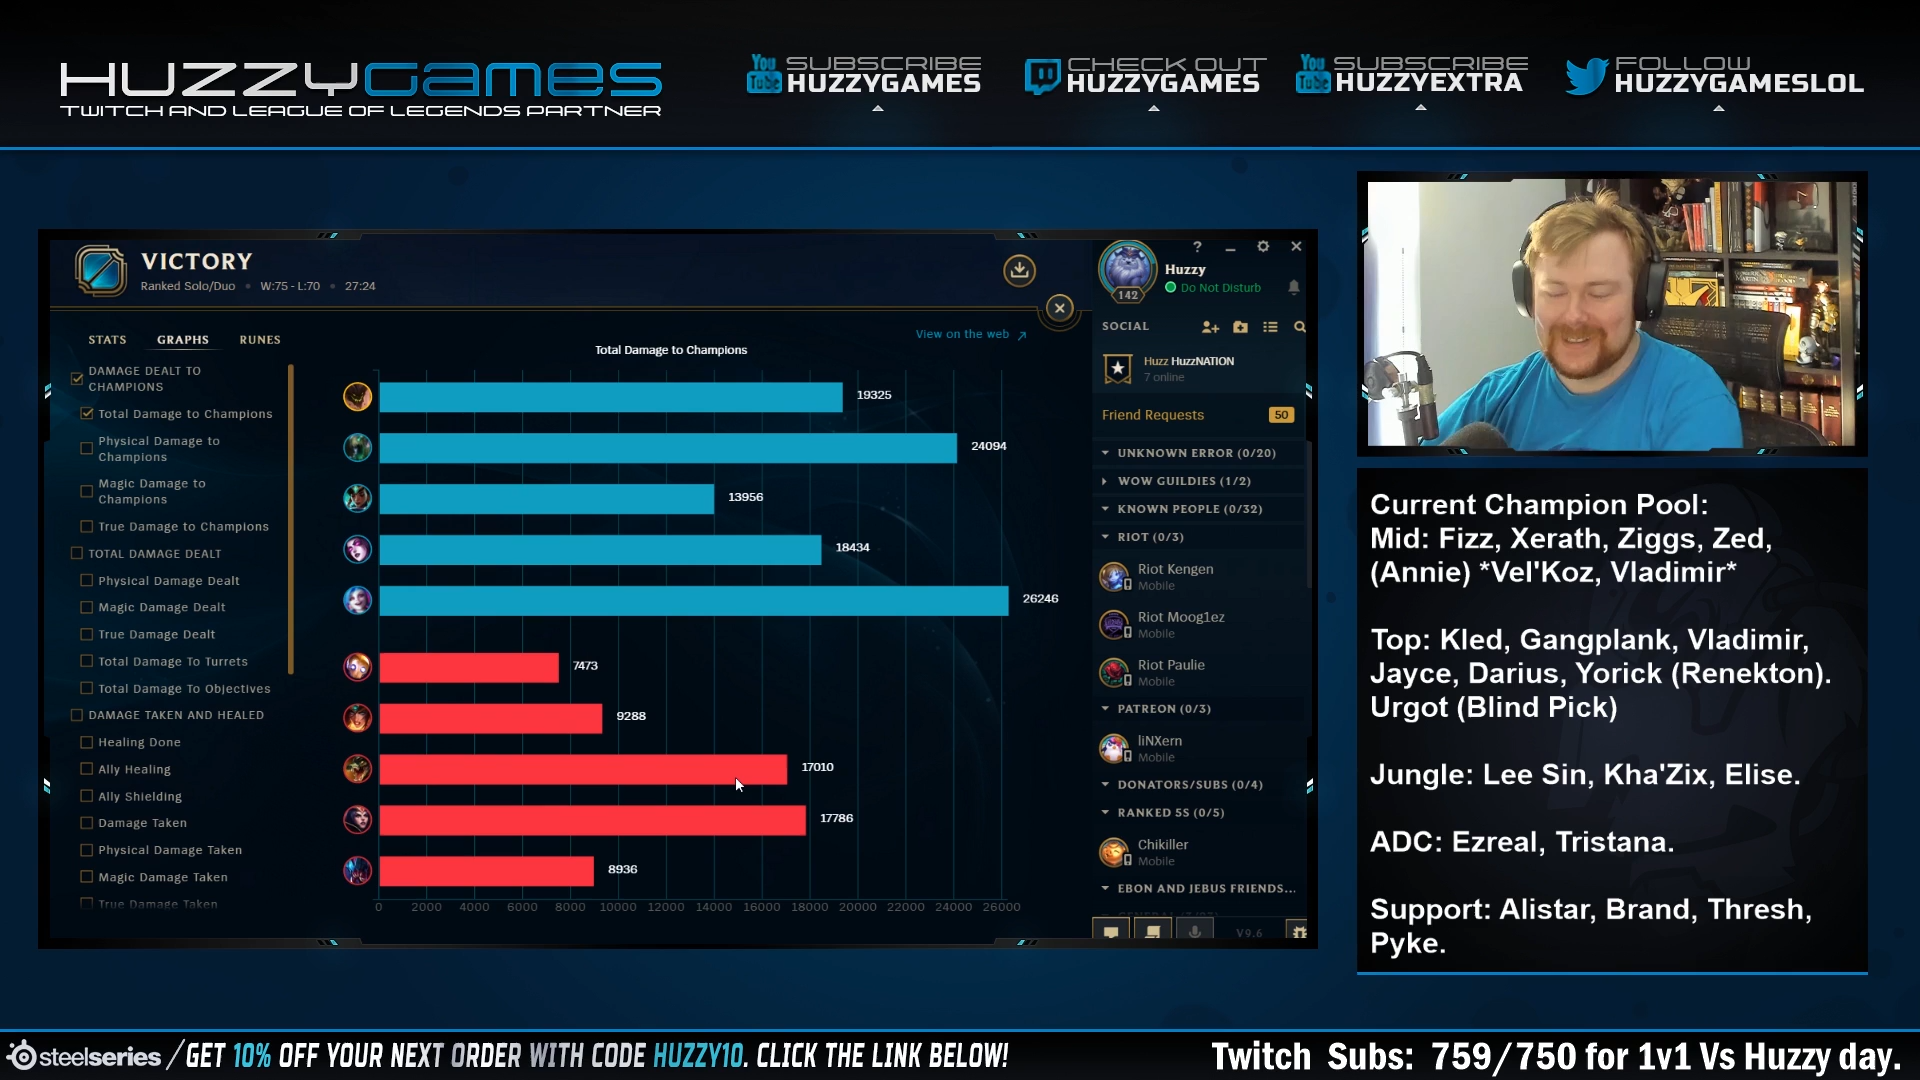 HUZZYGAMES
TWITCH AND LEAGUE OF LEGENDS PARTNER
You Tube SUBSCRIBE
HUZZYGAMES
CHECK OUT
HUZZYGAMES
You Tube SUBSCRIBE
HUZZYEXTRA
FOLLOW
HUZZYGAMESLOL
VICTORY
Ranked Solo/Duo • W:75 - L:70 • 27:24
STATS GRAPHS RUNES
View on the web
Total Damage to Champions
DAMAGE DEALT TO
CHAMPIONS
Total Damage to Champions
Physical Damage to
Champions
Magic Damage to
Champions
True Damage to Champions
TOTAL DAMAGE DEALT
Physical Damage Dealt
Magic Damage Dealt
True Damage Dealt
Total Damage To Turrets
Total Damage To Objectives
DAMAGE TAKEN AND HEALED
Healing Done
Ally Healing
Ally Shielding
Damage Taken
Physical Damage Taken
Magic Damage Taken
True Damage Taken
19325
24094
13956
18434
26246
7473
9288
17010
17786
8936
0 2000 4000 6000 8000 10000 12000 14000 16000 18000 20000 22000 24000 26000
?
Huzzy
Do Not Disturb
142
SOCIAL
Huzz HuzzNATION
7 online
Friend Requests 50
UNKNOWN ERROR (0/20)
WOW GUILDIES (1/2)
KNOWN PEOPLE (0/32)
RIOT (0/3)
Riot Kengen
Mobile
Riot Moog1ez
Mobile
Riot Paulie
Mobile
PATREON (0/3)
liNXern
Mobile
DONATORS/SUBS (0/4)
RANKED 5S (0/5)
Chikiller
Mobile
EBON AND JEBUS FRIENDS...
V9.6
Current Champion Pool:
Mid: Fizz, Xerath, Ziggs, Zed,
(Annie) *Vel'Koz, Vladimir*
Top: Kled, Gangplank, Vladimir,
Jayce, Darius, Yorick (Renekton).
Urgot (Blind Pick)
Jungle: Lee Sin, Kha'Zix, Elise.
ADC: Ezreal, Tristana.
Support: Alistar, Brand, Thresh,
Pyke.
steelseries / GET 10% OFF YOUR NEXT ORDER WITH CODE HUZZY10. CLICK THE LINK BELOW!
Twitch Subs: 759/750 for 1v1 Vs Huzzy day.